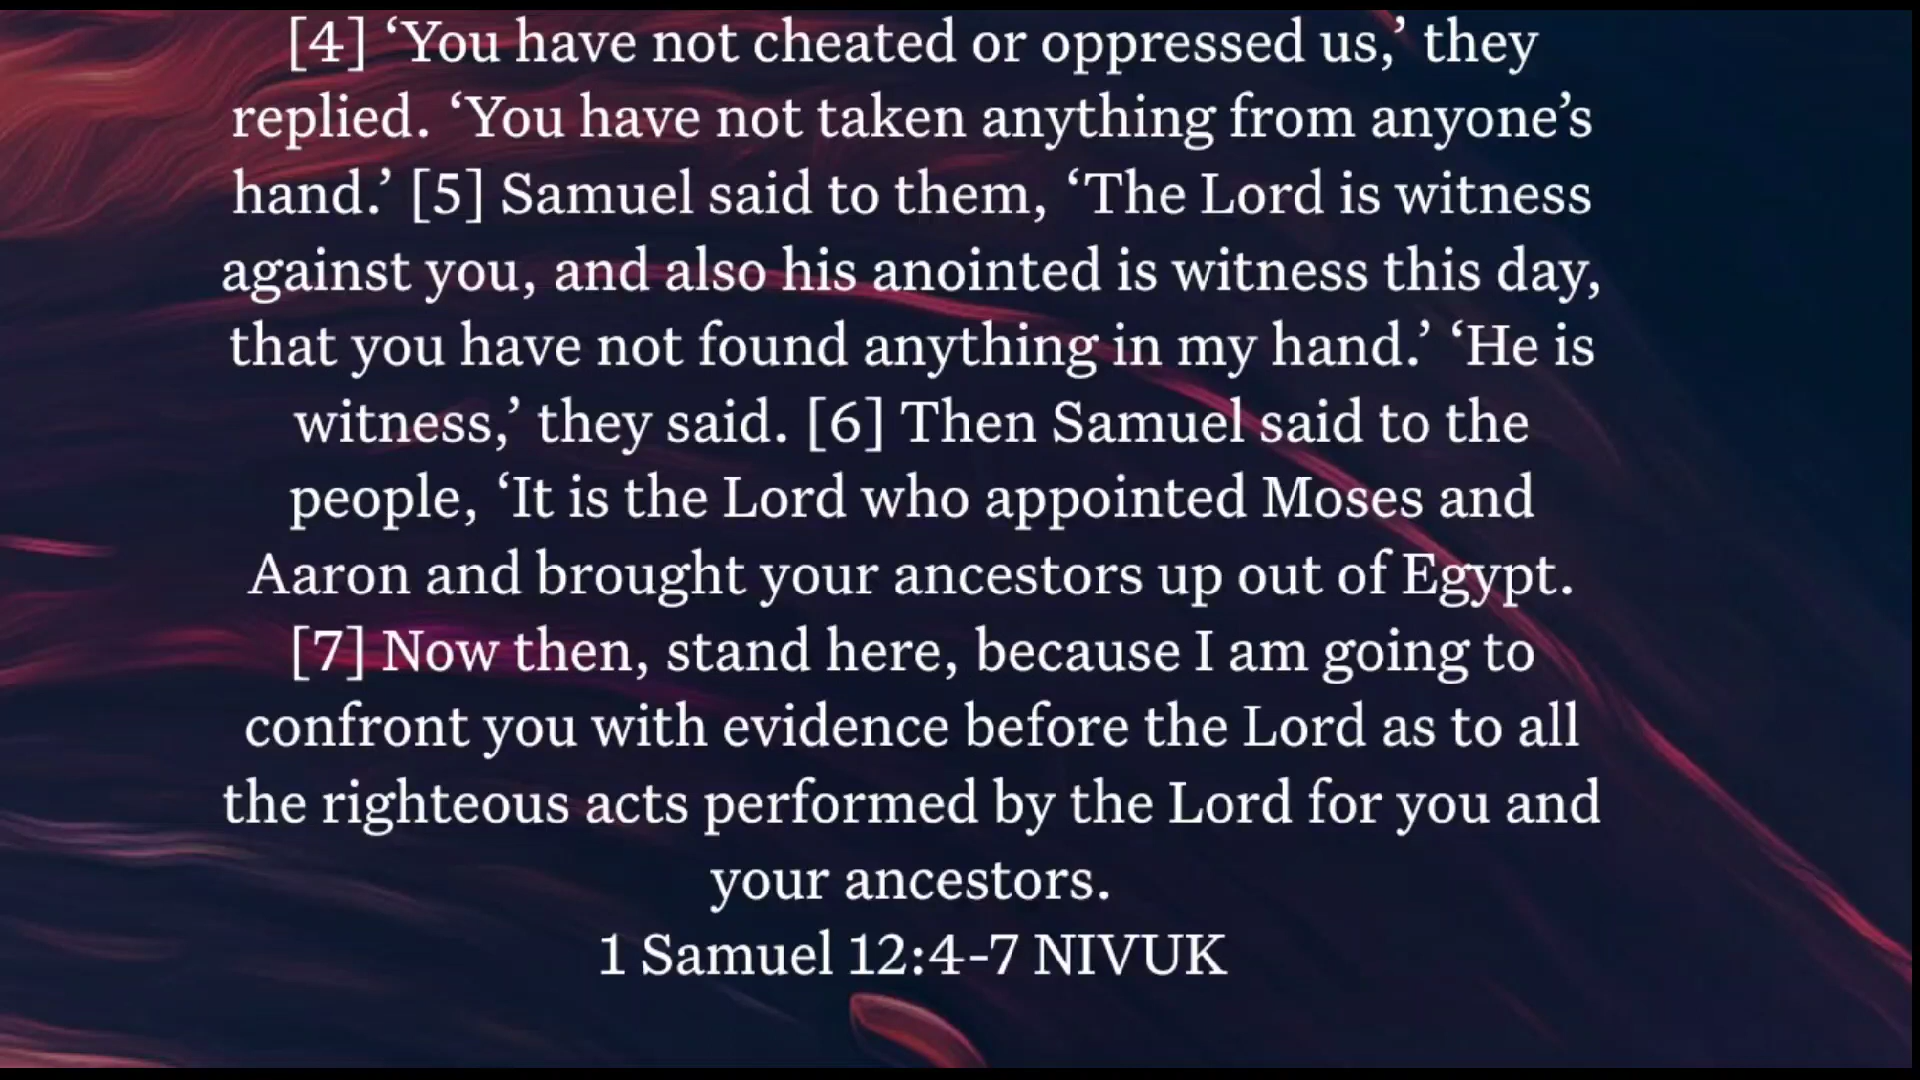 [4] ‘You have not cheated or oppressed us,’ they
replied. ‘You have not taken anything from anyone’s
hand.’ [5] Samuel said to them, ‘The Lord is witness
against you, and also his anointed is witness this day,
that you have not found anything in my hand.’ ‘He is
witness,’ they said. [6] Then Samuel said to the
people, ‘It is the Lord who appointed Moses and
Aaron and brought your ancestors up out of Egypt.
[7] Now then, stand here, because I am going to
confront you with evidence before the Lord as to all
the righteous acts performed by the Lord for you and
your ancestors.
1 Samuel 12:4-7 NIVUK